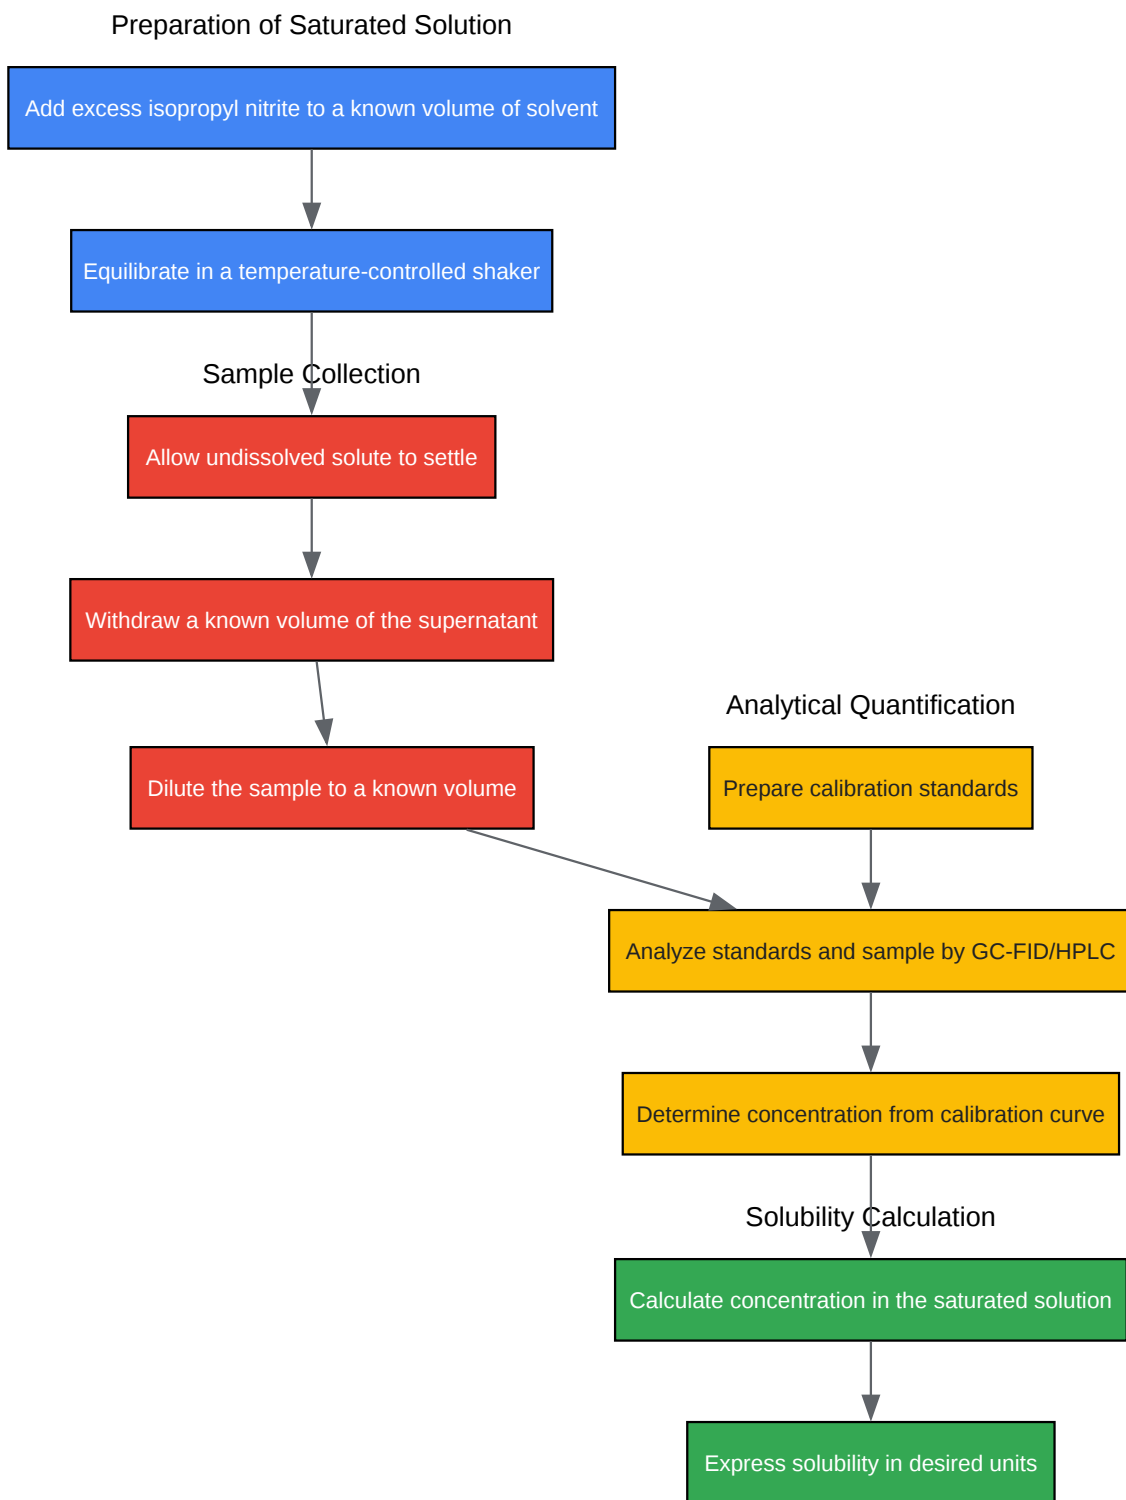 Preparation of Saturated Solution
Add excess isopropyl nitrite to a known volume of solvent
Equilibrate in a temperature-controlled shaker
Sample Collection
Allow undissolved solute to settle
Withdraw a known volume of the supernatant
Dilute the sample to a known volume
Analytical Quantification
Prepare calibration standards
Analyze standards and sample by GC-FID/HPLC
Determine concentration from calibration curve
Solubility Calculation
Calculate concentration in the saturated solution
Express solubility in desired units